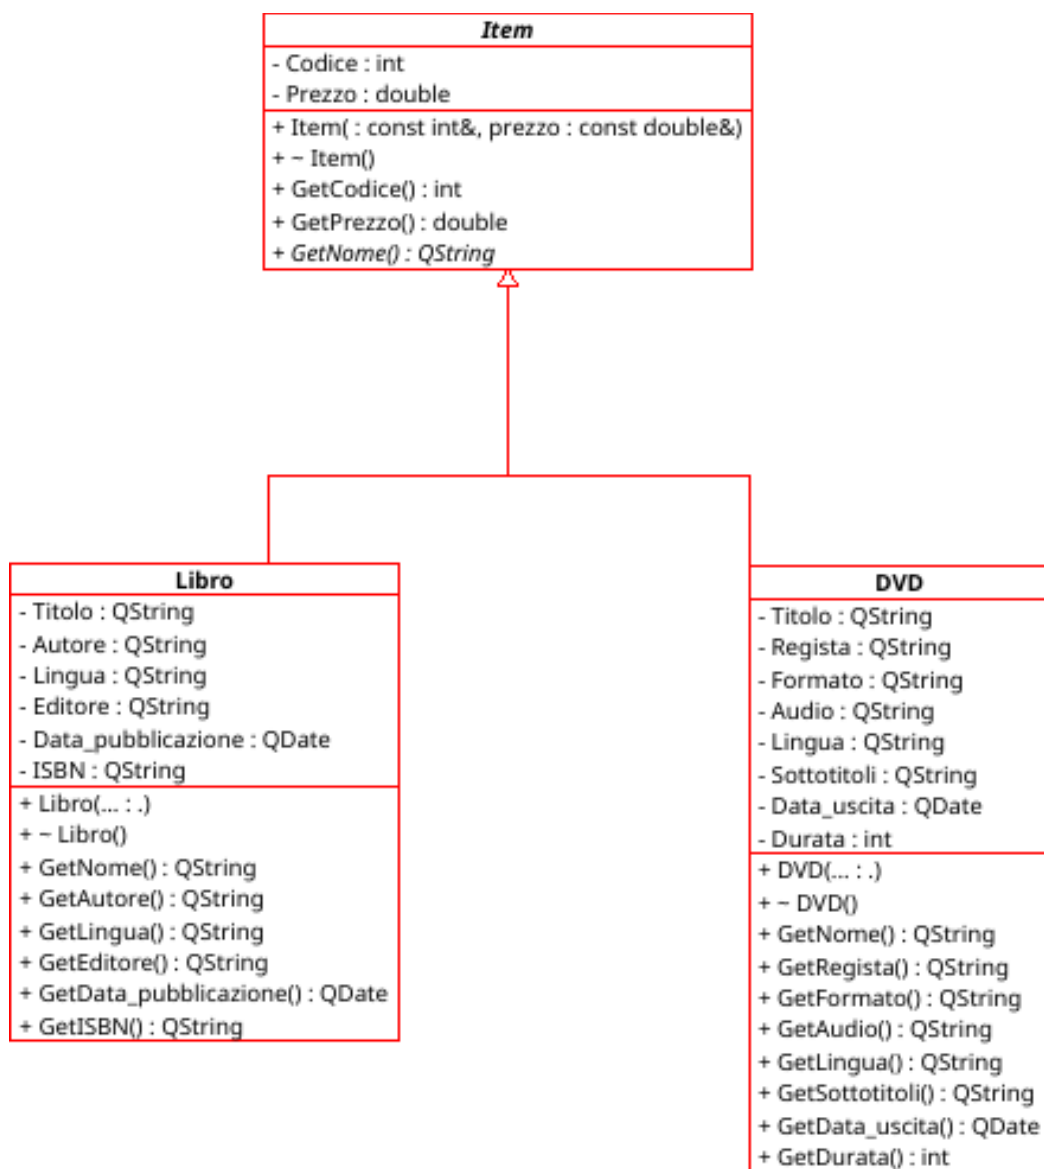 Item
- Codice : int
- Prezzo : double
+ Item( : const int&, prezzo : const double&)
+ ~ Item()
+ GetCodice() : int
+ GetPrezzo() : double
+ GetNome() : QString
Libro
- Titolo : QString
- Autore : QString
- Lingua : QString
- Editore : QString
- Data_pubblicazione : QDate
- ISBN : QString
+ Libro(... : .)
+ ~ Libro()
+ GetNome() : QString
+ GetAutore() : QString
+ GetLingua() : QString
+ GetEditore() : QString
+ GetData_pubblicazione() : QDate
+ GetISBN() : QString
DVD
- Titolo : QString
- Regista : QString
- Formato : QString
- Audio : QString
- Lingua : QString
- Sottotitoli : QString
- Data_uscita : QDate
- Durata : int
+ DVD(... : .)
+ ~ DVD()
+ GetNome() : QString
+ GetRegista() : QString
+ GetFormato() : QString
+ GetAudio() : QString
+ GetLingua() : QString
+ GetSottotitoli() : QString
+ GetData_uscita() : QDate
+ GetDurata() : int